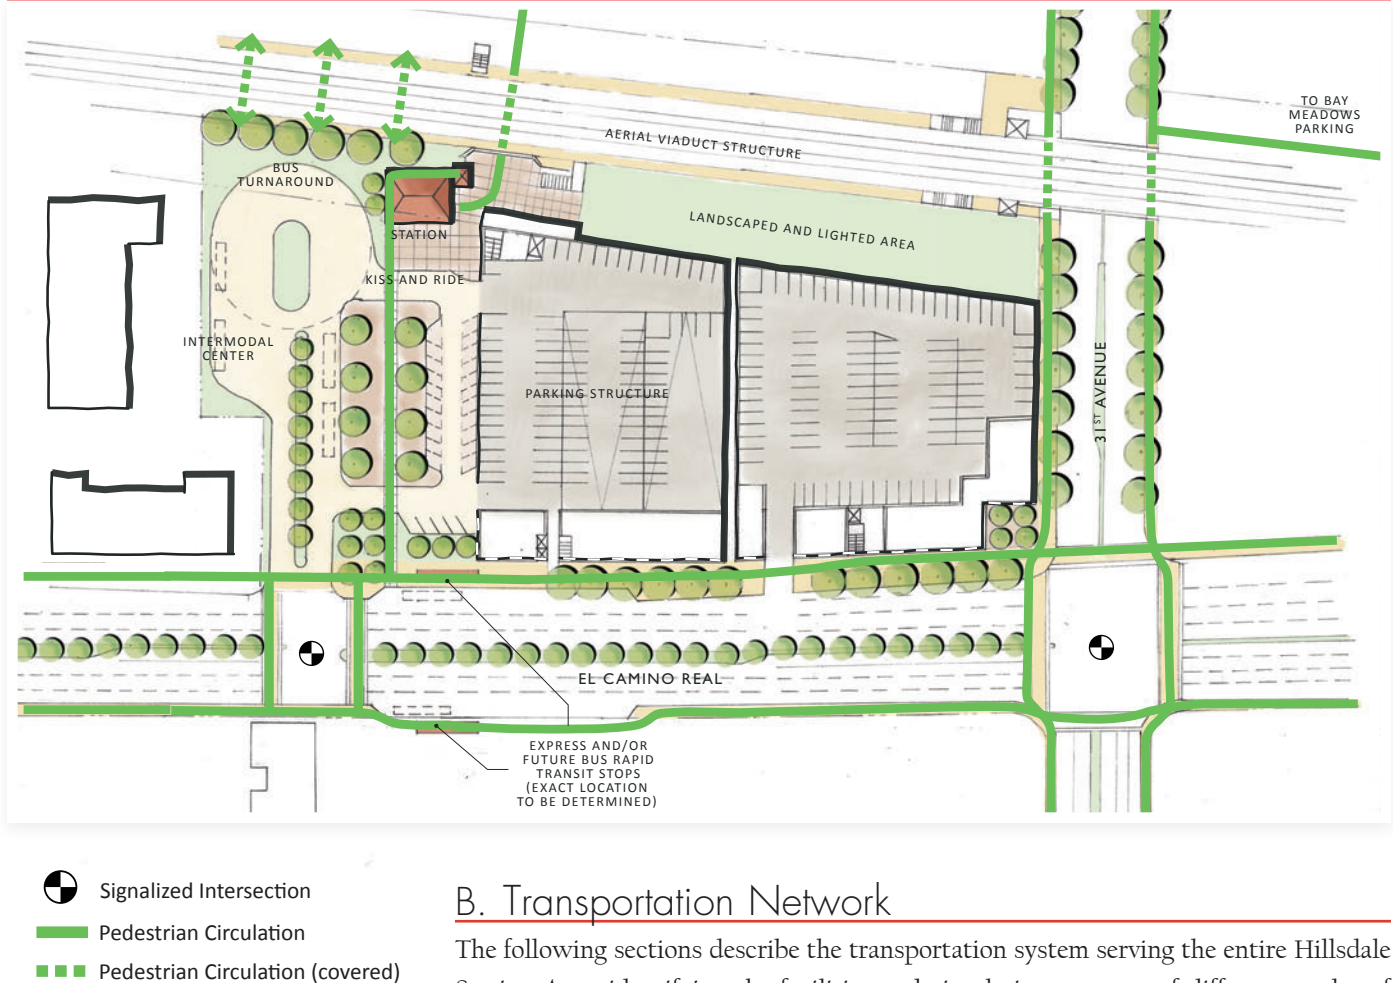 TO BAY
MEADOWS
PARKING
AERIAL VIADUCT STRUCTURE
BUS
TURNAROUND
STATION
LANDSCAPED AND LIGHTED AREA
KISS AND RIDE
INTERMODAL
CENTER
PARKING STRUCTURE
31ST AVENUE
EL CAMINO REAL
EXPRESS AND/OR
FUTURE BUS RAPID
TRANSIT STOPS
(EXACT LOCATION
TO BE DETERMINED)
Signalized Intersection
Pedestrian Circulation
Pedestrian Circulation (covered)
B. Transportation Network
The following sections describe the transportation system serving the entire Hillsdale